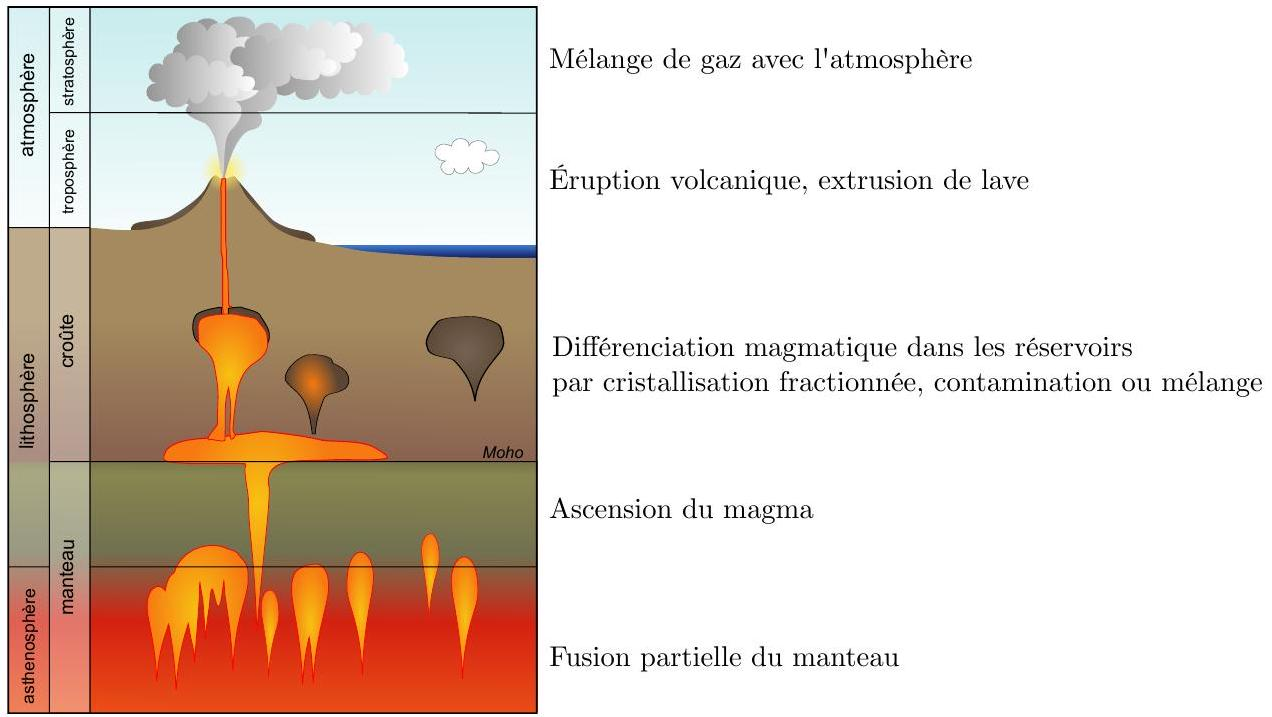 atmosphère
stratosphère
troposphère
lithosphère
croûte
manteau
asthenosphère
Moho
Mélange de gaz avec l'atmosphère
Éruption volcanique, extrusion de lave
Différenciation magmatique dans les réservoirs
par cristallisation fractionnée, contamination ou mélange
Ascension du magma
Fusion partielle du manteau